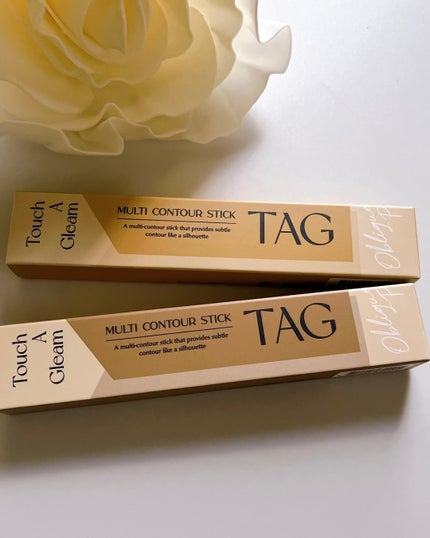 Touch
A
Gleam
MULTI CONTOUR STICK
A multi-contour stick that provides subtle
contour like a silhouette
TAG
Touch
A
Gleam
MULTI CONTOUR STICK
A multi-contour stick that provides subtle
contour like a silhouette
TAG